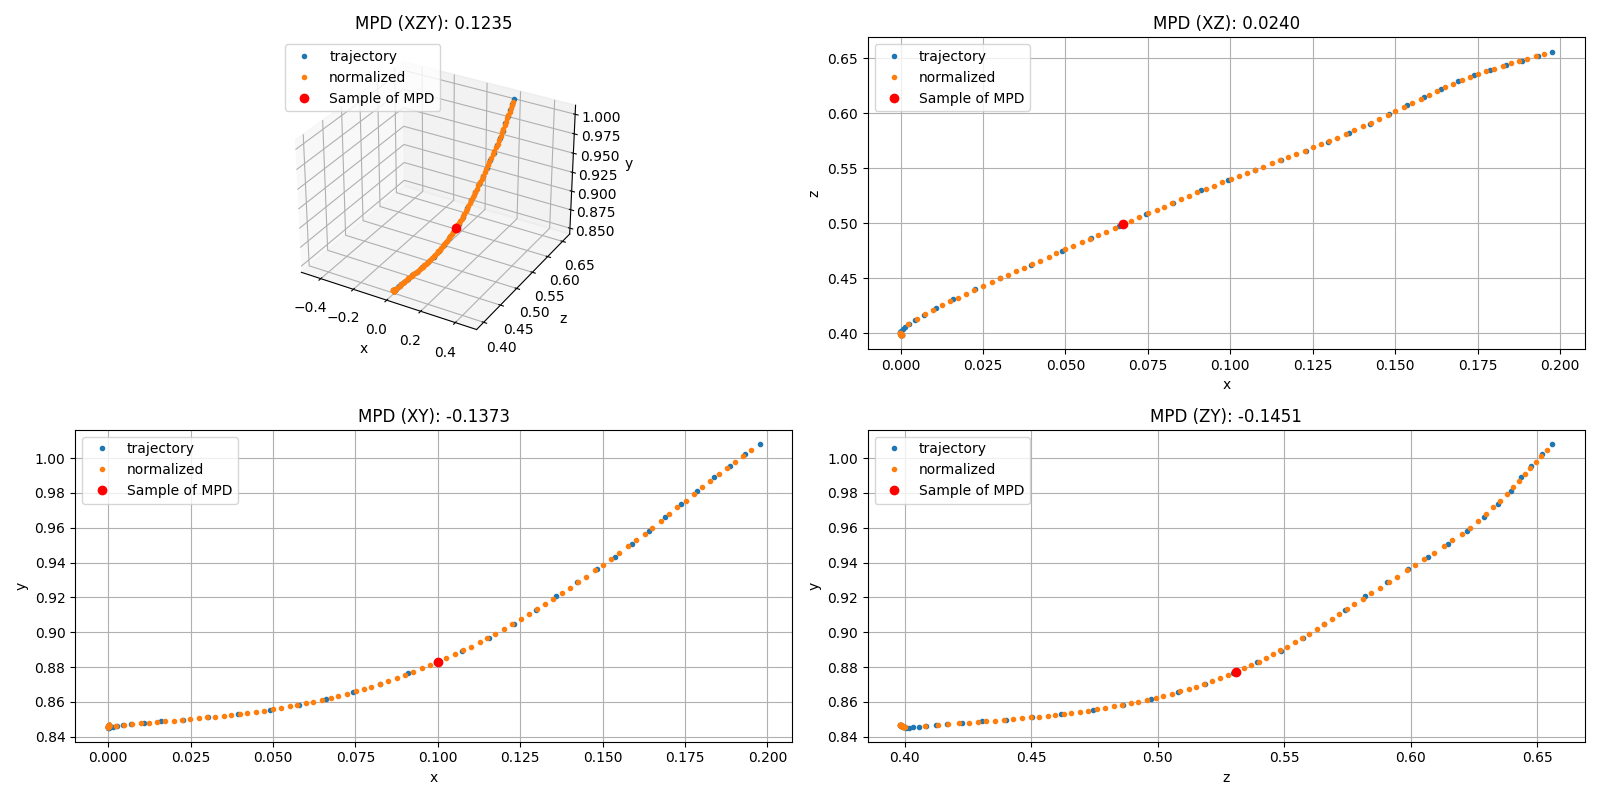 MPD (XZY): 0.1235
trajectory
normalized
Sample of MPD
1.000
0.975
0.950
0.925
0.900
0.875
0.850
y
0.65
0.60
0.55
0.50
0.45
0.40
z
−0.4
−0.2
0.0
0.2
0.4
x
MPD (XZ): 0.0240
trajectory
normalized
Sample of MPD
0.65
0.60
0.55
0.50
0.45
0.40
z
0.000 0.025 0.050 0.075 0.100 0.125 0.150 0.175 0.200
x
MPD (XY): -0.1373
trajectory
normalized
Sample of MPD
1.00
0.98
0.96
0.94
0.92
0.90
0.88
0.86
0.84
y
0.000 0.025 0.050 0.075 0.100 0.125 0.150 0.175 0.200
x
MPD (ZY): -0.1451
trajectory
normalized
Sample of MPD
1.00
0.98
0.96
0.94
0.92
0.90
0.88
0.86
0.84
y
0.40 0.45 0.50 0.55 0.60 0.65
z